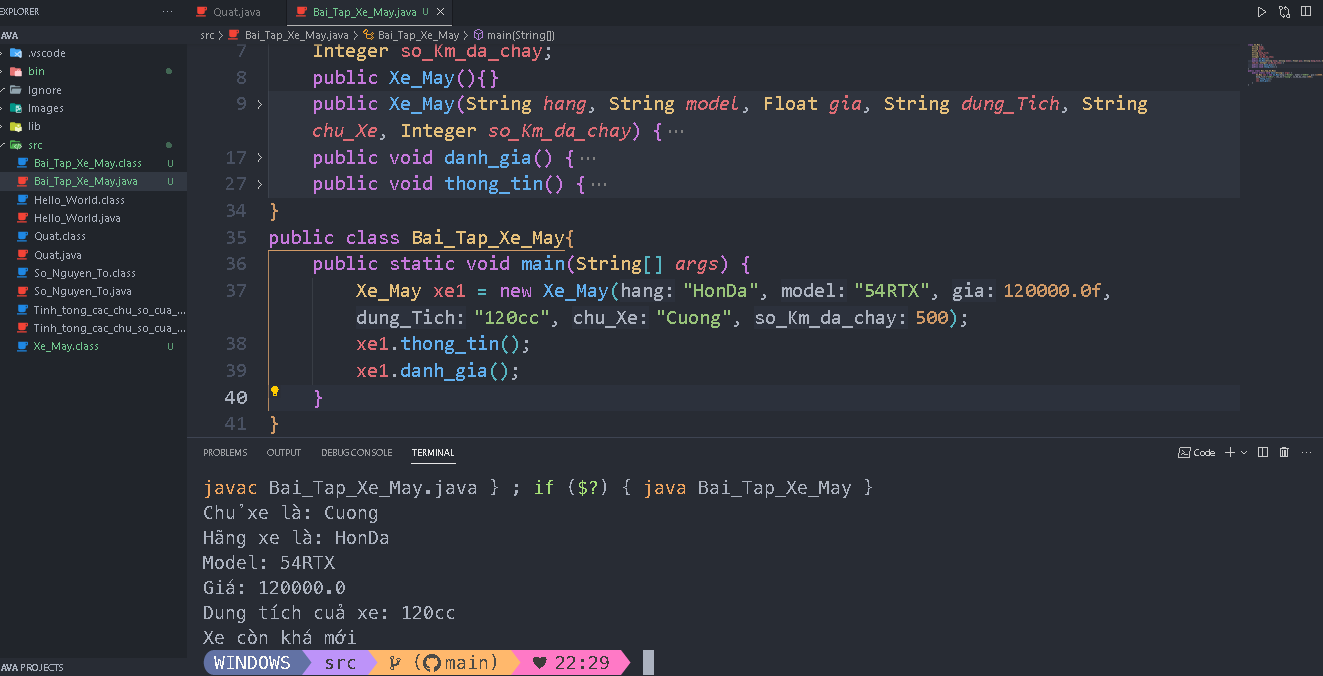 EXPLORER ...
Quat.java Bai_Tap_Xe_May.java U
AVA
src > Bai_Tap_Xe_May.java > Bai_Tap_Xe_May > main(String[])
.vscode
bin
Ignore
Images
lib
src
Bai_Tap_Xe_May.class U
Bai_Tap_Xe_May.java U
Hello_World.class
Hello_World.java
Quat.class
Quat.java
So_Nguyen_To.class
So_Nguyen_To.java
Tinh_tong_cac_chu_so_cua_...
Tinh_tong_cac_chu_so_cua_...
Xe_May.class U
AVA PROJECTS
7 Integer so_Km_da_chay;
8 public Xe_May(){}
9 public Xe_May(String hang, String model, Float gia, String dung_Tich, String
chu_Xe, Integer so_Km_da_chay) { ...
17 public void danh_gia() { ...
27 public void thong_tin() { ...
34 }
35 public class Bai_Tap_Xe_May{
36 public static void main(String[] args) {
37 Xe_May xe1 = new Xe_May(hang: "HonDa", model: "54RTX", gia: 120000.0f,
dung_Tich: "120cc", chu_Xe: "Cuong", so_Km_da_chay: 500);
38 xe1.thong_tin();
39 xe1.danh_gia();
40 }
41 }
PROBLEMS OUTPUT DEBUG CONSOLE TERMINAL Code
javac Bai_Tap_Xe_May.java } ; if ($?) { java Bai_Tap_Xe_May }
Chủ xe là: Cuong
Hãng xe là: HonDa
Model: 54RTX
Giá: 120000.0
Dung tích cuả xe: 120cc
Xe còn khá mới
WINDOWS src (main) 22:29